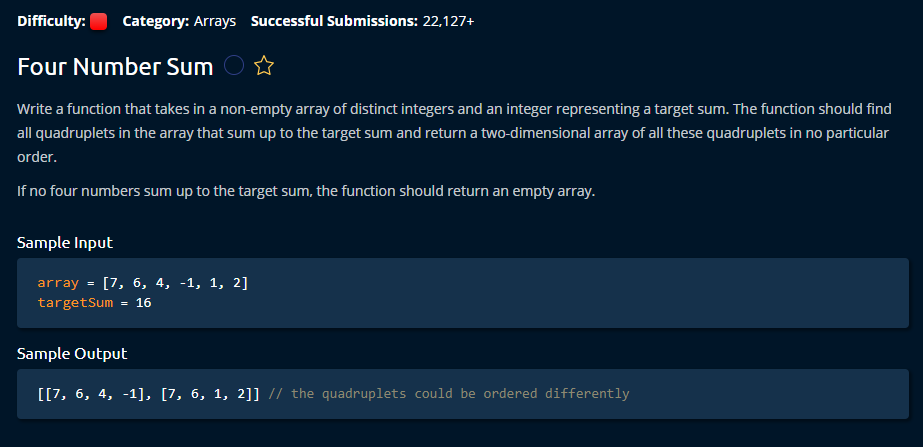 Difficulty: Category: Arrays Successful Submissions: 22,127+
Four Number Sum
Write a function that takes in a non-empty array of distinct integers and an integer representing a target sum. The function should find
all quadruplets in the array that sum up to the target sum and return a two-dimensional array of all these quadruplets in no particular
order.
If no four numbers sum up to the target sum, the function should return an empty array.
Sample Input
array = [7, 6, 4, -1, 1, 2]
targetSum = 16
Sample Output
[[7, 6, 4, -1], [7, 6, 1, 2]] // the quadruplets could be ordered differently